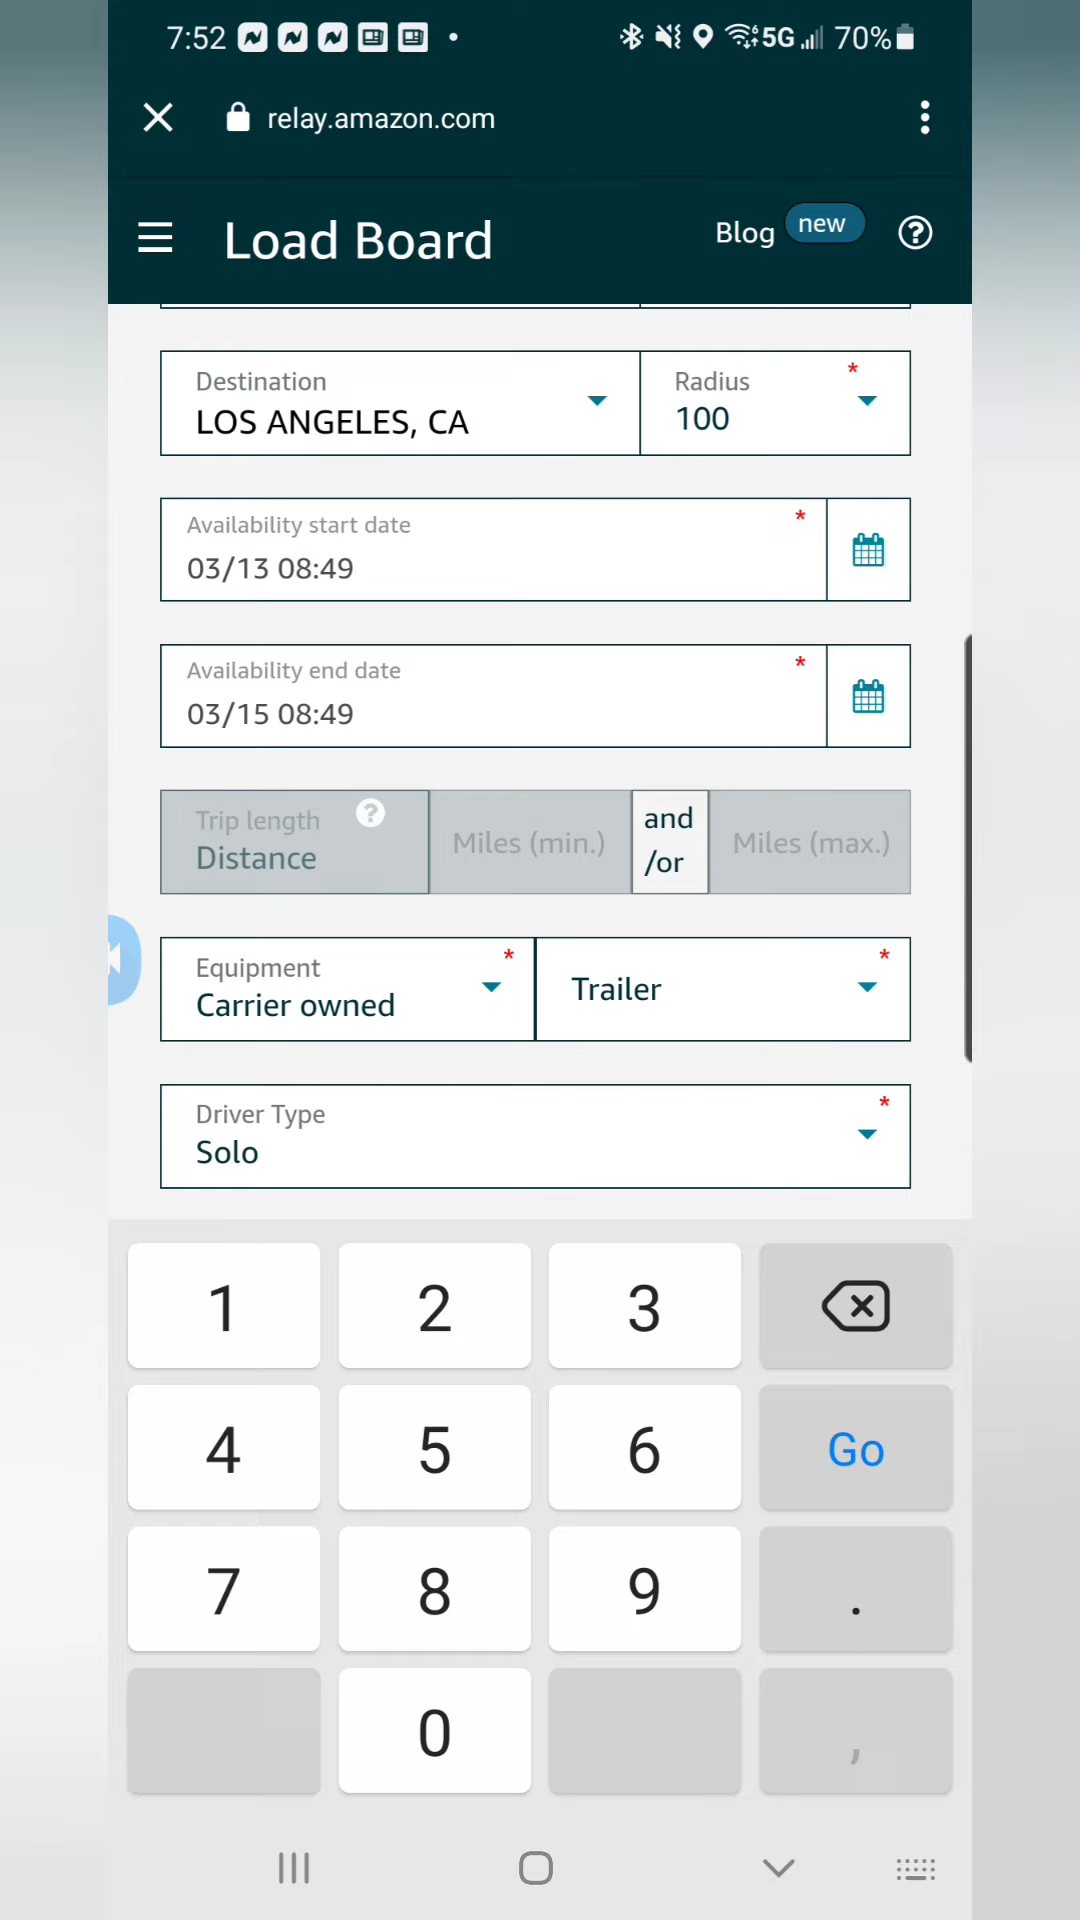 7:52
5G 70%
relay.amazon.com
Load Board
Blog new ?
Destination
LOS ANGELES, CA
Radius *
100
Availability start date *
03/13 08:49
Availability end date *
03/15 08:49
Trip length ?
Distance
Miles (min.)
and
/or
Miles (max.)
Equipment *
Carrier owned
Trailer *
Driver Type *
Solo
1 2 3
4 5 6 Go
7 8 9 .
0 ,